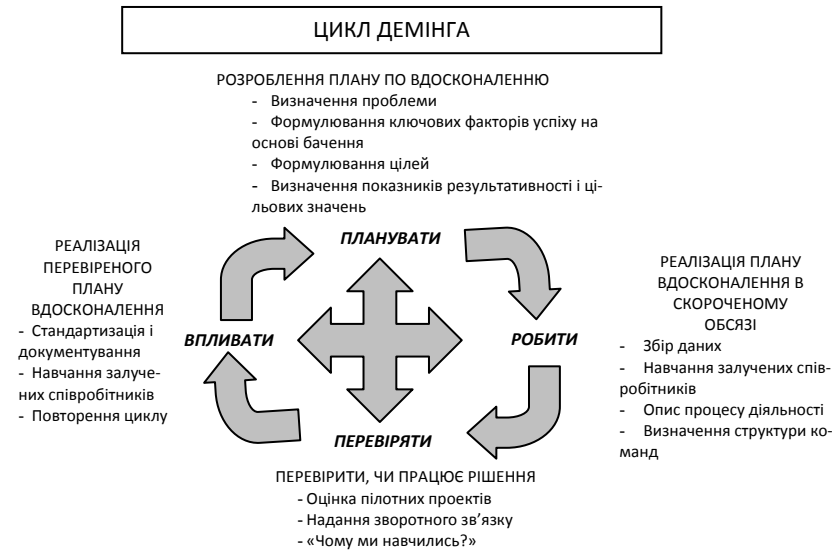 ЦИКЛ ДЕМІНГА
РОЗРОБЛЕННЯ ПЛАНУ ПО ВДОСКОНАЛЕННЮ
- Визначення проблеми
- Формулювання ключових факторів успіху на
основі бачення
- Формулювання цілей
- Визначення показників результативності і ці-
льових значень
ПЛАНУВАТИ
РЕАЛІЗАЦІЯ
ПЕРЕВІРЕНОГО
ПЛАНУ
ВДОСКОНАЛЕННЯ
- Стандартизація і
документування
- Навчання залуче-
них співробітників
- Повторення циклу
ВПЛИВАТИ
РОБИТИ
РЕАЛІЗАЦІЯ ПЛАНУ
ВДОСКОНАЛЕННЯ В
СКОРОЧЕНОМУ
ОБСЯЗІ
- Збір даних
- Навчання залучених спів-
робітників
- Опис процесу діяльності
- Визначення структури ко-
манд
ПЕРЕВІРЯТИ
ПЕРЕВІРИТИ, ЧИ ПРАЦЮЄ РІШЕННЯ
- Оцінка пілотних проектів
- Надання зворотного зв’язку
- «Чому ми навчились?»